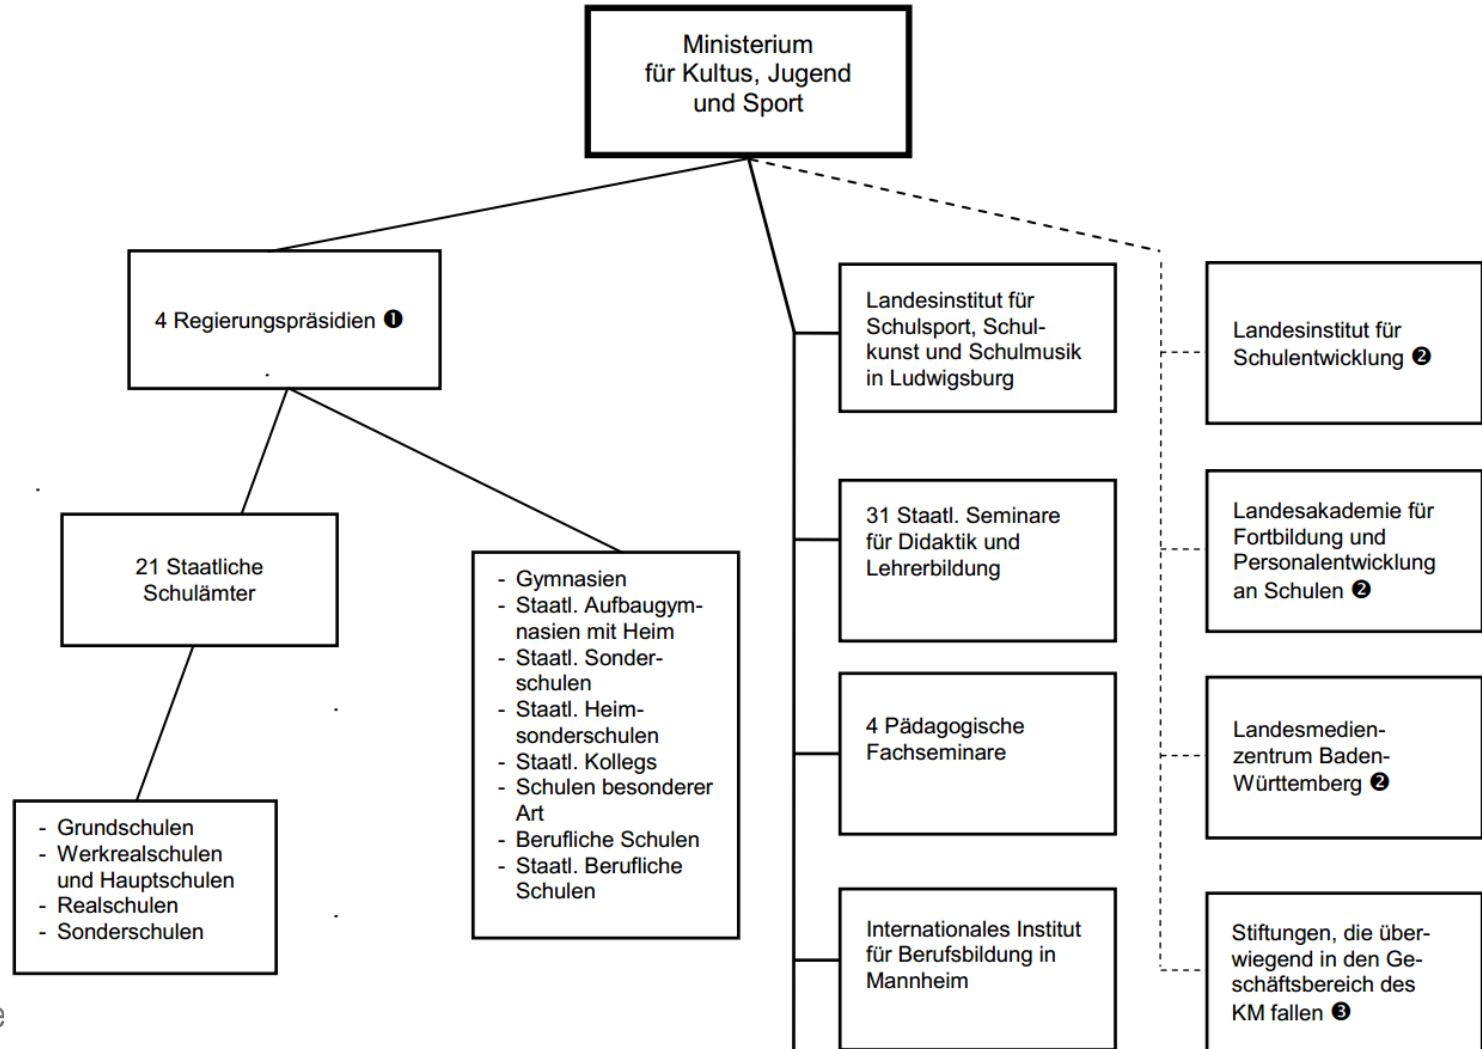 Ministerium
für Kultus, Jugend
und Sport
4 Regierungspräsidien ❶
21 Staatliche
Schulämter
- Grundschulen
- Werkrealschulen
und Hauptschulen
- Realschulen
- Sonderschulen
- Gymnasien
- Staatl. Aufbaugym-
nasien mit Heim
- Staatl. Sonder-
schulen
- Staatl. Heim-
sonderschulen
- Staatl. Kollegs
- Schulen besonderer
Art
- Berufliche Schulen
- Staatl. Berufliche
Schulen
Landesinstitut für
Schulsport, Schul-
kunst und Schulmusik
in Ludwigsburg
31 Staatl. Seminare
für Didaktik und
Lehrerbildung
4 Pädagogische
Fachseminare
Internationales Institut
für Berufsbildung in
Mannheim
Landesinstitut für
Schulentwicklung ❷
Landesakademie für
Fortbildung und
Personalentwicklung
an Schulen ❷
Landesmedien-
zentrum Baden-
Württemberg ❷
Stiftungen, die über-
wiegend in den Ge-
schäftsbereich des
KM fallen ❸